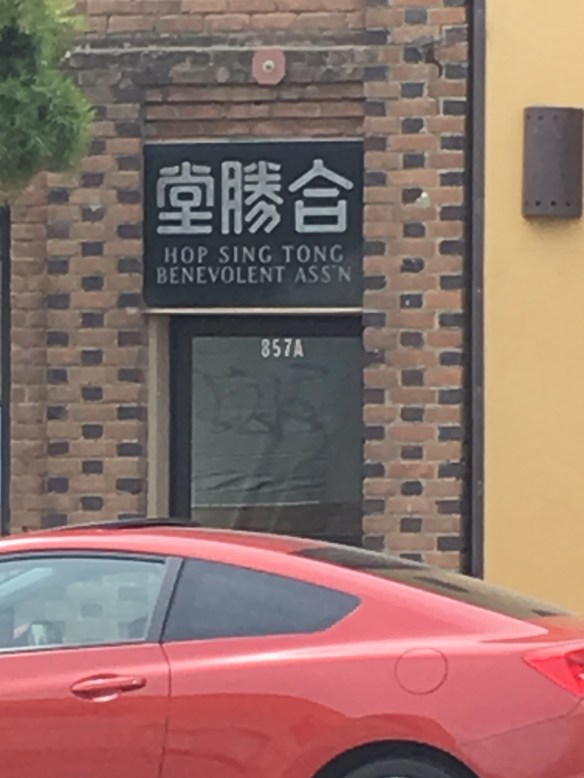 堂勝合
HOP SING TONG
BENEVOLENT ASS'N
857A